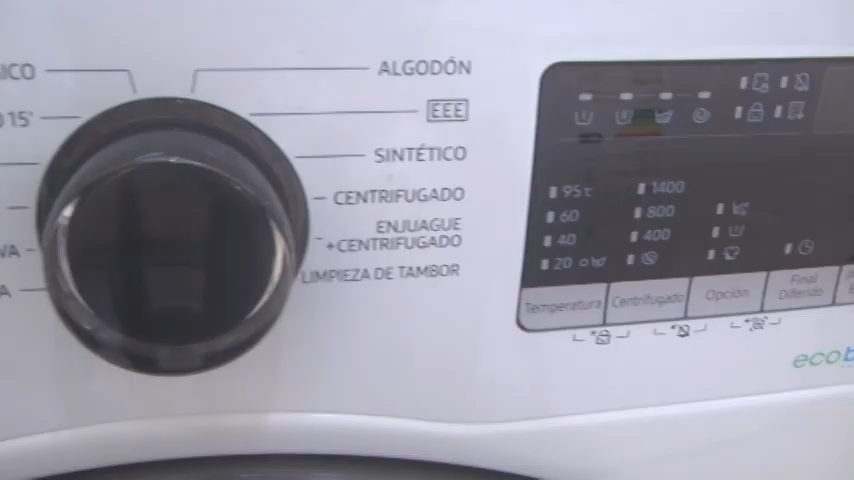 ALGODÓN
15'
EEE
SINTÉTICO
CENTRIFUGADO
ENJUAGUE
+CENTRIFUGADO
LIMPIEZA DE TAMBOR
95℃
1400
60
800
40
400
20
Temperatura
Centrifugado
Opción
Final
Diferido
eco